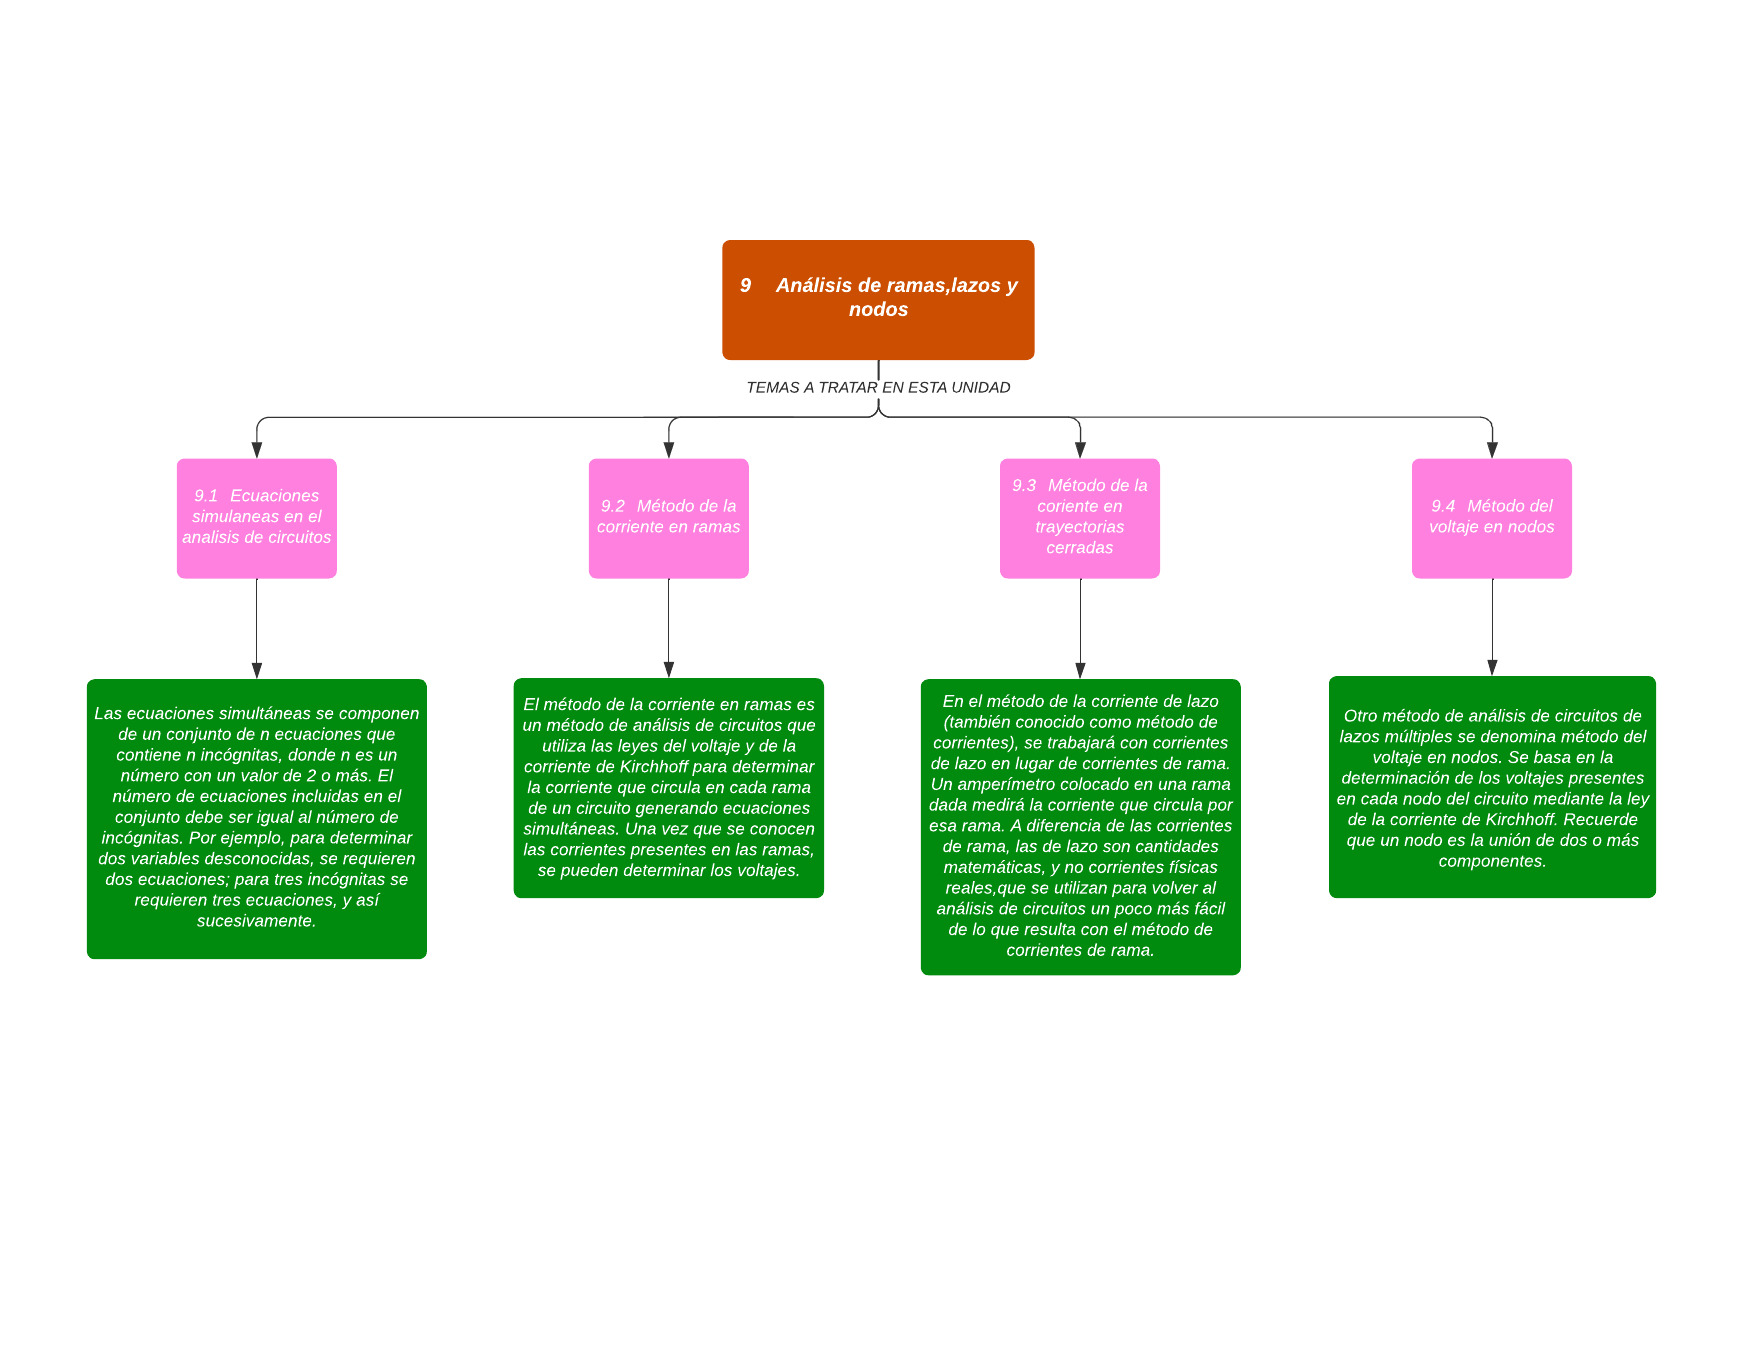 9 Análisis de ramas,lazos y
nodos
TEMAS A TRATAR EN ESTA UNIDAD
9.1 Ecuaciones
simulaneas en el
analisis de circuitos
9.2 Método de la
corriente en ramas
9.3 Método de la
coriente en
trayectorias
cerradas
9.4 Método del
voltaje en nodos
Las ecuaciones simultáneas se componen
de un conjunto de n ecuaciones que
contiene n incógnitas, donde n es un
número con un valor de 2 o más. El
número de ecuaciones incluidas en el
conjunto debe ser igual al número de
incógnitas. Por ejemplo, para determinar
dos variables desconocidas, se requieren
dos ecuaciones; para tres incógnitas se
requieren tres ecuaciones, y así
sucesivamente.
El método de la corriente en ramas es
un método de análisis de circuitos que
utiliza las leyes del voltaje y de la
corriente de Kirchhoff para determinar
la corriente que circula en cada rama
de un circuito generando ecuaciones
simultáneas. Una vez que se conocen
las corrientes presentes en las ramas,
se pueden determinar los voltajes.
En el método de la corriente de lazo
(también conocido como método de
corrientes), se trabajará con corrientes
de lazo en lugar de corrientes de rama.
Un amperímetro colocado en una rama
dada medirá la corriente que circula por
esa rama. A diferencia de las corrientes
de rama, las de lazo son cantidades
matemáticas, y no corrientes físicas
reales,que se utilizan para volver al
análisis de circuitos un poco más fácil
de lo que resulta con el método de
corrientes de rama.
Otro método de análisis de circuitos de
lazos múltiples se denomina método del
voltaje en nodos. Se basa en la
determinación de los voltajes presentes
en cada nodo del circuito mediante la ley
de la corriente de Kirchhoff. Recuerde
que un nodo es la unión de dos o más
componentes.